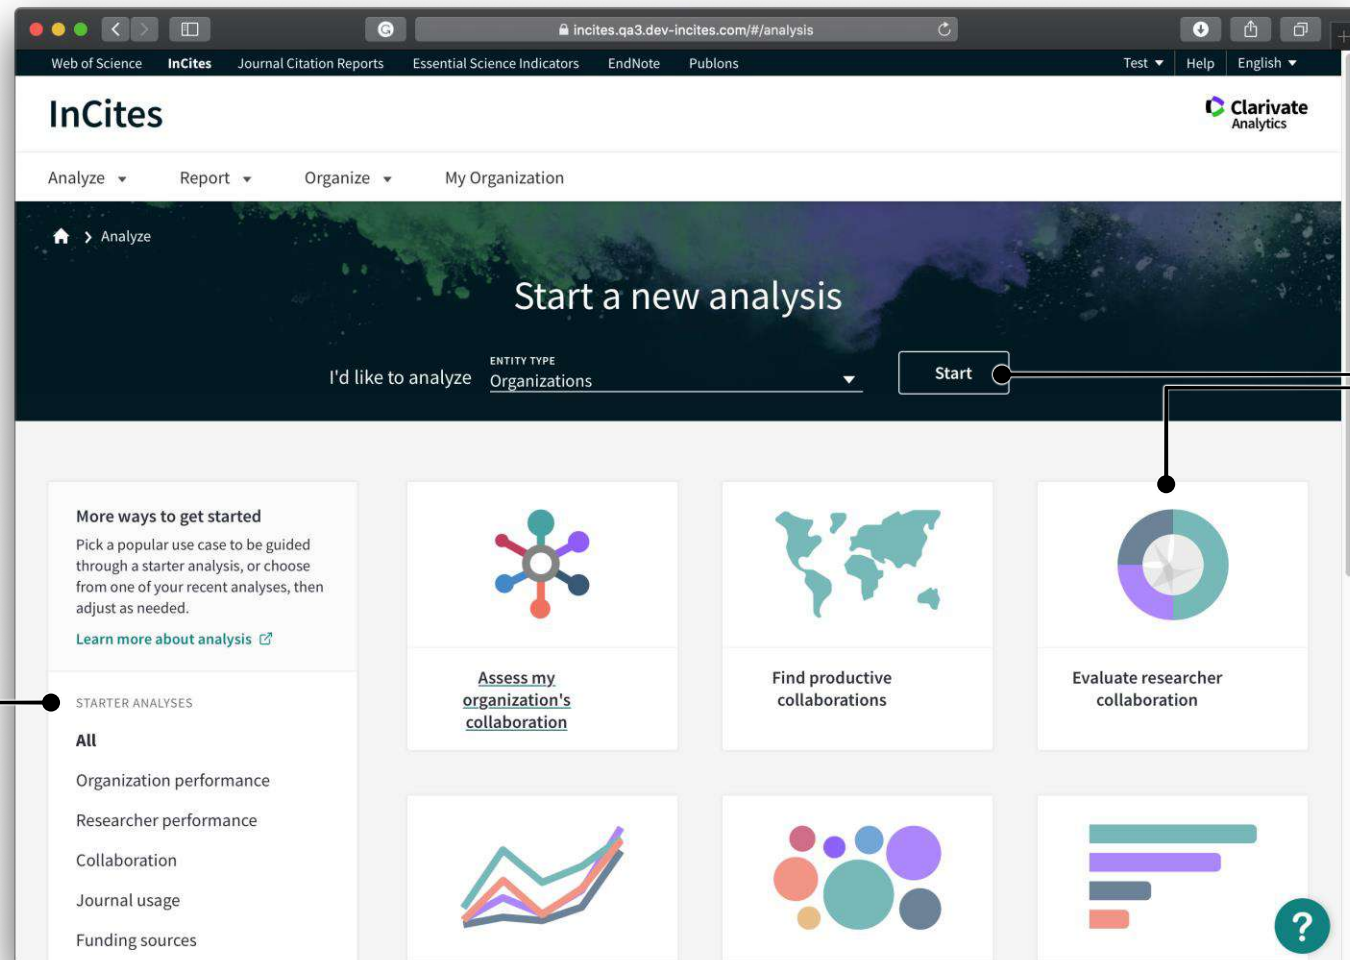 incites.qa3.dev-incites.com/#/analysis
Web of Science InCites Journal Citation Reports Essential Science Indicators EndNote Publons Test Help English
InCites
Clarivate
Analytics
Analyze Report Organize My Organization
Analyze
Start a new analysis
I'd like to analyze
ENTITY TYPE
Organizations
Start
More ways to get started
Pick a popular use case to be guided
through a starter analysis, or choose
from one of your recent analyses, then
adjust as needed.
Learn more about analysis
STARTER ANALYSES
All
Organization performance
Researcher performance
Collaboration
Journal usage
Funding sources
Assess my
organization's
collaboration
Find productive
collaborations
Evaluate researcher
collaboration
?